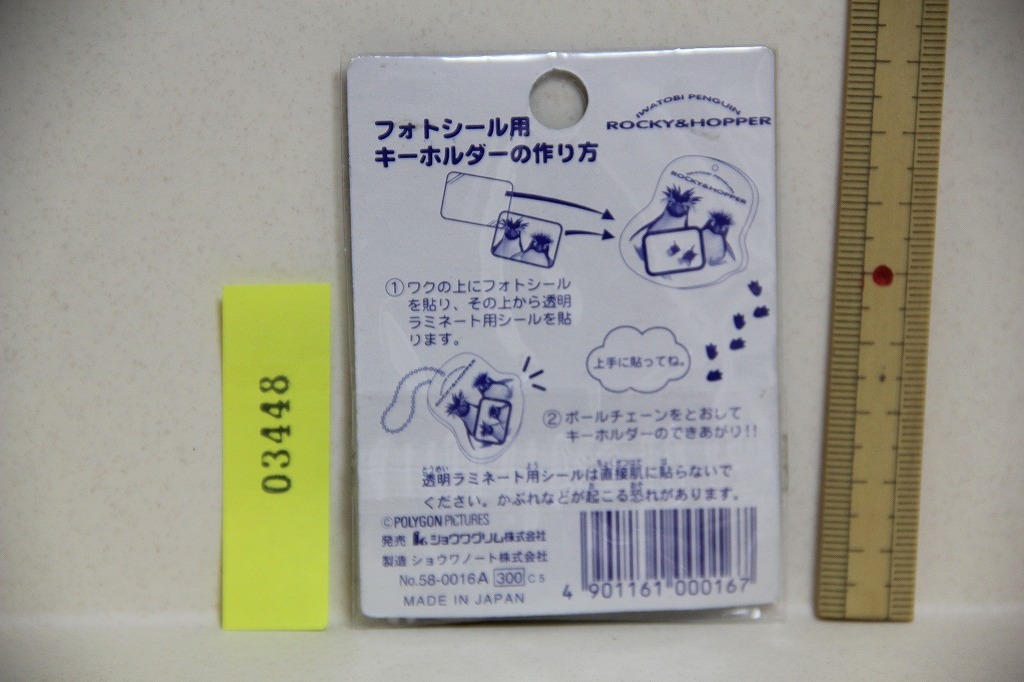 IWATOBI PENGUIN
ROCKY&HOPPER
フォトシール用
キーホルダーの作り方
ROCKY&HOPPER
①ワクの上にフォトシール
を貼り、その上から透明
ラミネート用シールを貼
ります。
上手に貼ってね。
②ボールチェーンをとおして
キーホルダーのできあがり!!
透明ラミネート用シールは直接肌に貼らないで
ください。かぶれなどが起こる恐れがあります。
©POLYGON PICTURES
発売 ショウワグリム株式会社
製造 ショウワノート株式会社
No.58-0016A 300 C5
MADE IN JAPAN
4 901161 000167
03448